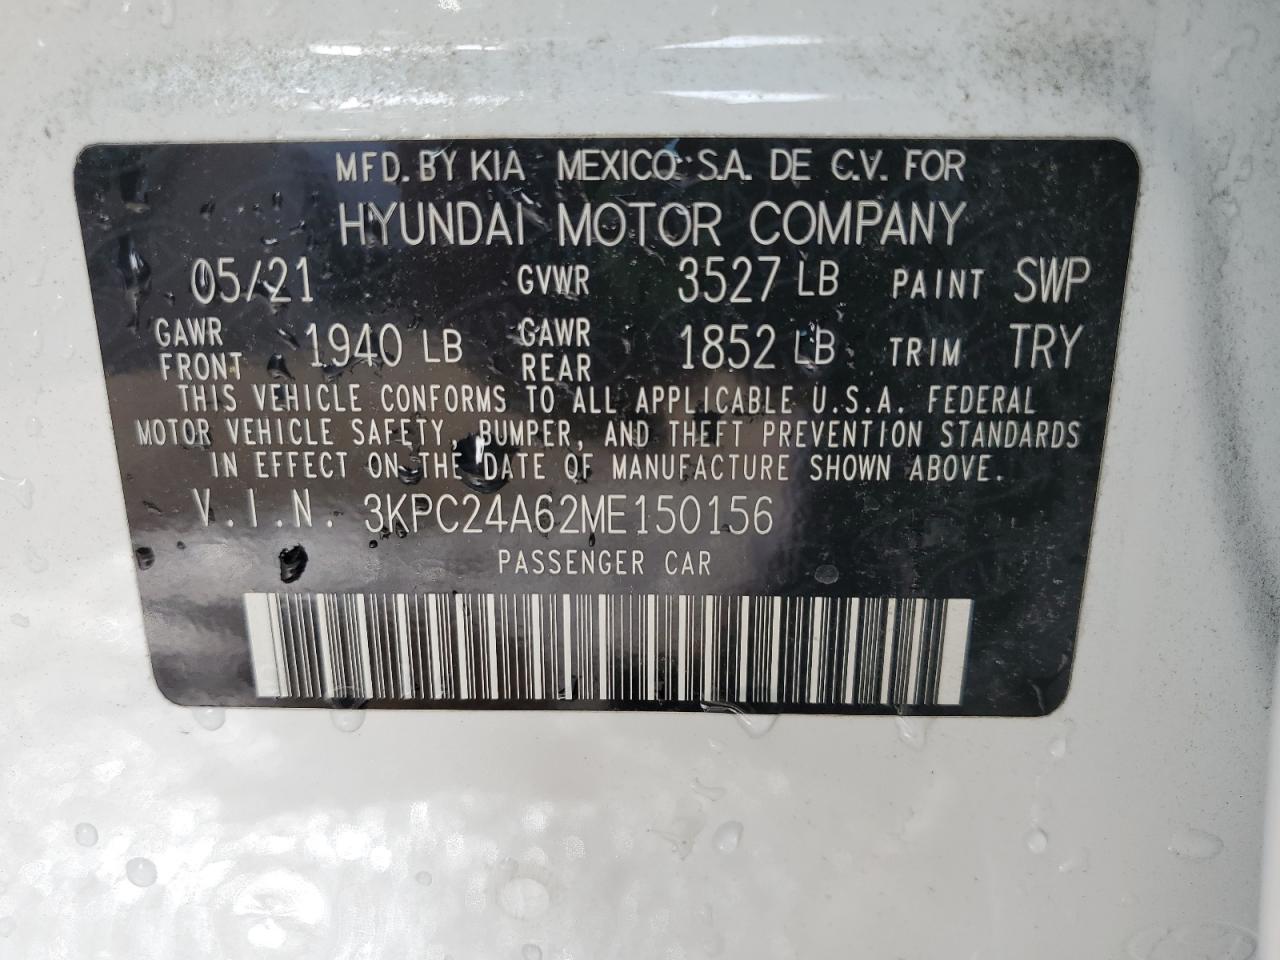 MFD. BY KIA MEXICO S.A. DE C.V. FOR
HYUNDAI MOTOR COMPANY
05/21 GVWR 3527 LB PAINT SWP
GAWR FRONT 1940 LB GAWR REAR 1852 LB TRIM TRY
THIS VEHICLE CONFORMS TO ALL APPLICABLE U.S.A. FEDERAL
MOTOR VEHICLE SAFETY, BUMPER, AND THEFT PREVENTION STANDARDS
IN EFFECT ON THE DATE OF MANUFACTURE SHOWN ABOVE.
V.I.N. 3KPC24A62ME150156
PASSENGER CAR